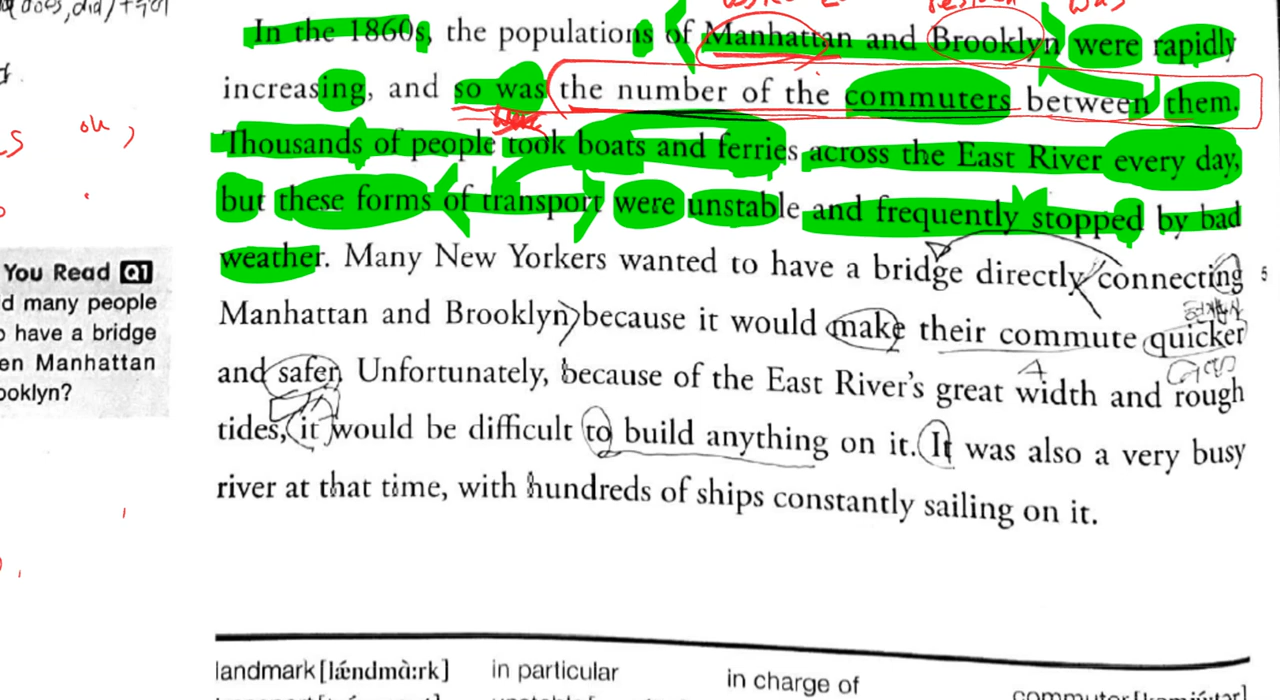 In the 1860s, the populations of Manhattan and Brooklyn were rapidly
increasing, and so was the number of the commuters between them.
Thousands of people took boats and ferries across the East River every day,
but these forms of transport were unstable and frequently stopped by bad
weather. Many New Yorkers wanted to have a bridge directly connecting
Manhattan and Brooklyn because it would make their commute quicker
and safer. Unfortunately, because of the East River's great width and rough
tides, it would be difficult to build anything on it. It was also a very busy
river at that time, with hundreds of ships constantly sailing on it.
5
You Read Q1
d many people
have a bridge
en Manhattan
ooklyn?
landmark [lǽndmà:rk]
in particular
in charge of
was